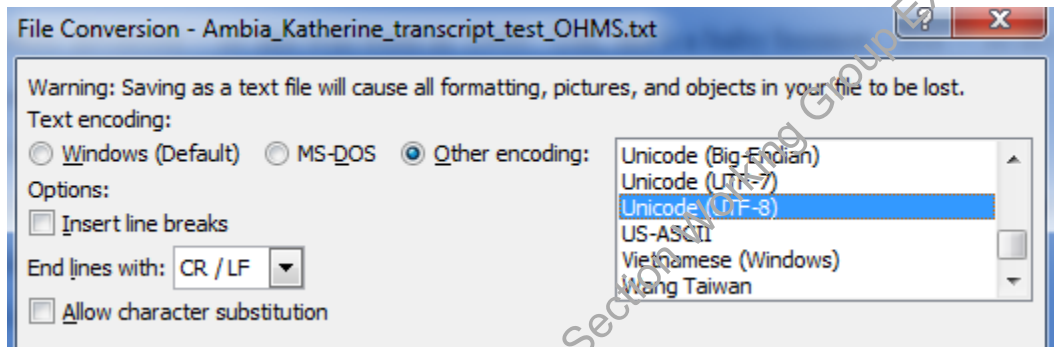 File Conversion - Ambia_Katherine_transcript_test_OHMS.txt
Warning: Saving as a text file will cause all formatting, pictures, and objects in your file to be lost.
Text encoding:
Windows (Default) MS-DOS Other encoding:
Unicode (Big-Endian)
Unicode (UTF-7)
Unicode (UTF-8)
US-ASCII
Vietnamese (Windows)
Wang Taiwan
Options:
Insert line breaks
End lines with: CR / LF
Allow character substitution
Section Working Group